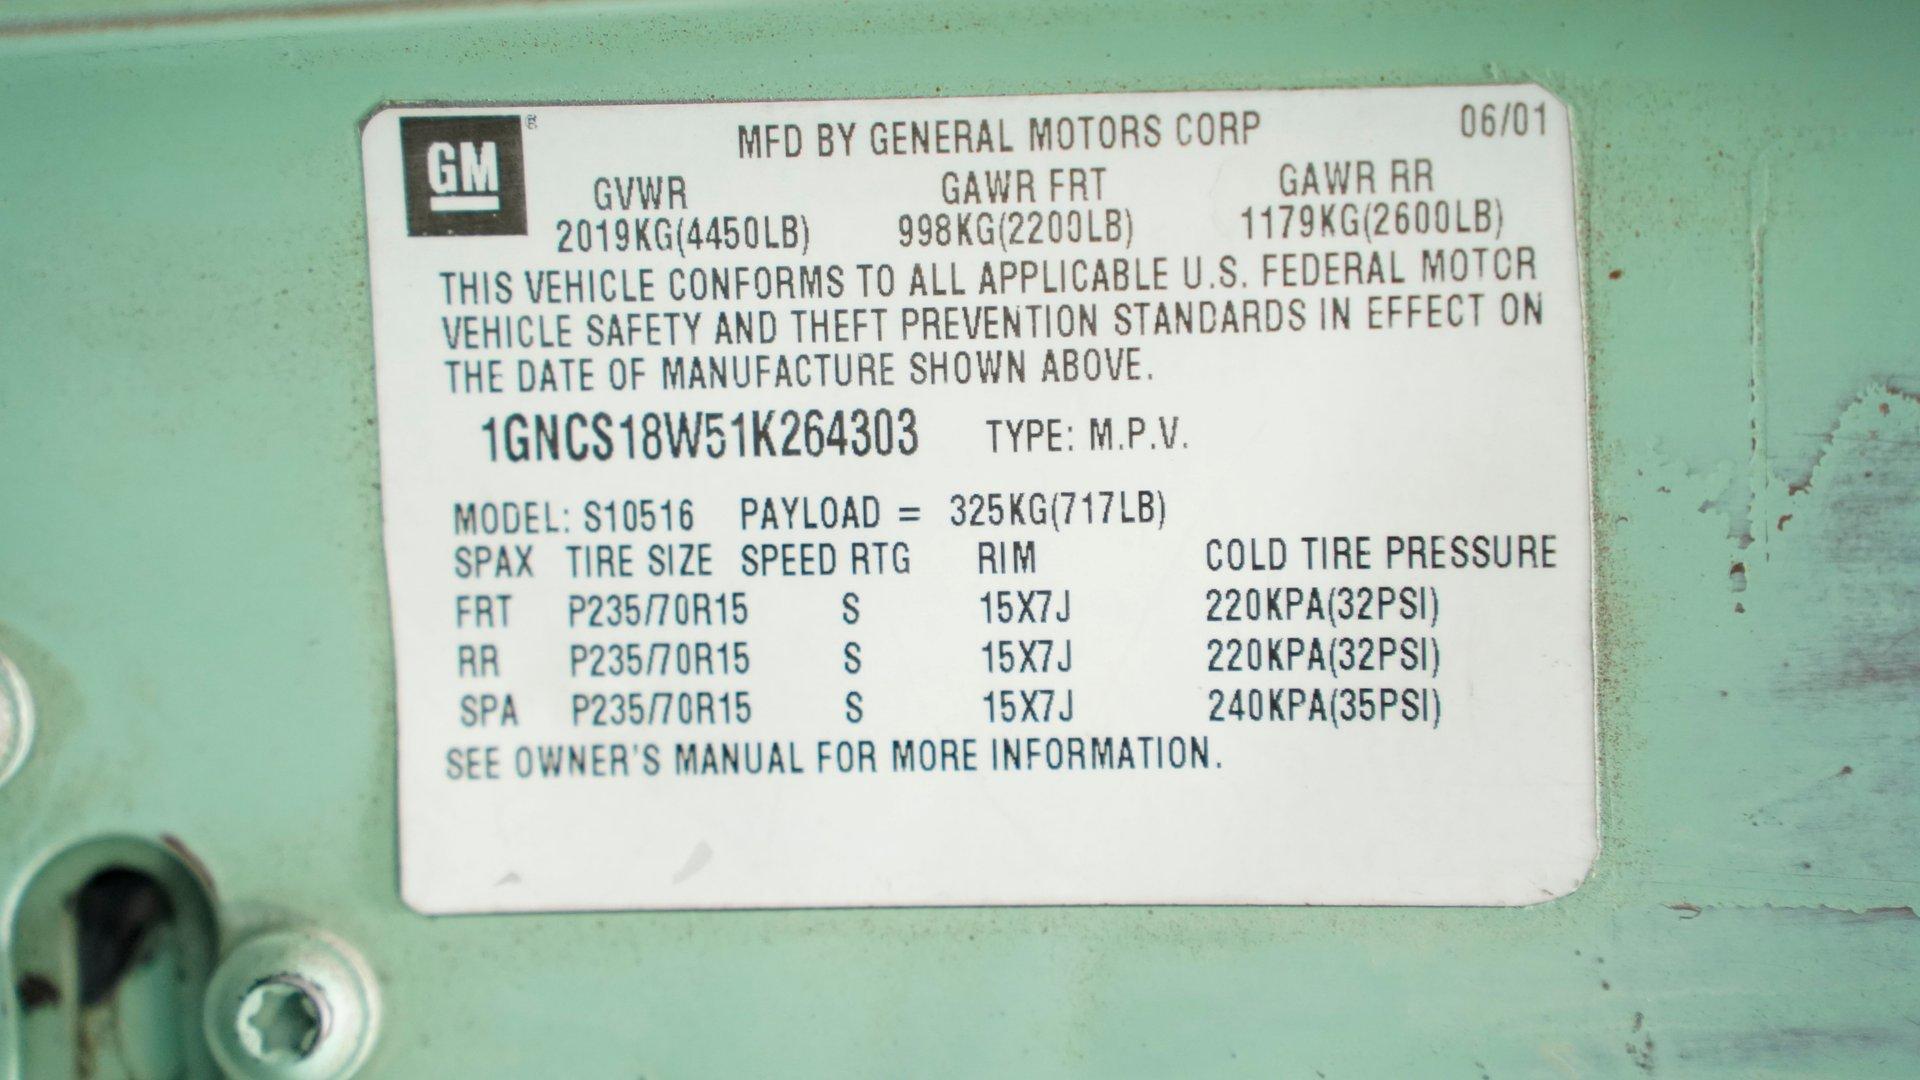 GM ®
MFD BY GENERAL MOTORS CORP 06/01
GVWR GAWR FRT GAWR RR
2019KG(4450LB) 998KG(2200LB) 1179KG(2600LB)
THIS VEHICLE CONFORMS TO ALL APPLICABLE U.S. FEDERAL MOTOR
VEHICLE SAFETY AND THEFT PREVENTION STANDARDS IN EFFECT ON
THE DATE OF MANUFACTURE SHOWN ABOVE.
1GNCS18W51K264303 TYPE: M.P.V.
MODEL: S10516 PAYLOAD = 325KG(717LB)
SPAX TIRE SIZE SPEED RTG RIM COLD TIRE PRESSURE
FRT P235/70R15 S 15X7J 220KPA(32PSI)
RR P235/70R15 S 15X7J 220KPA(32PSI)
SPA P235/70R15 S 15X7J 240KPA(35PSI)
SEE OWNER'S MANUAL FOR MORE INFORMATION.